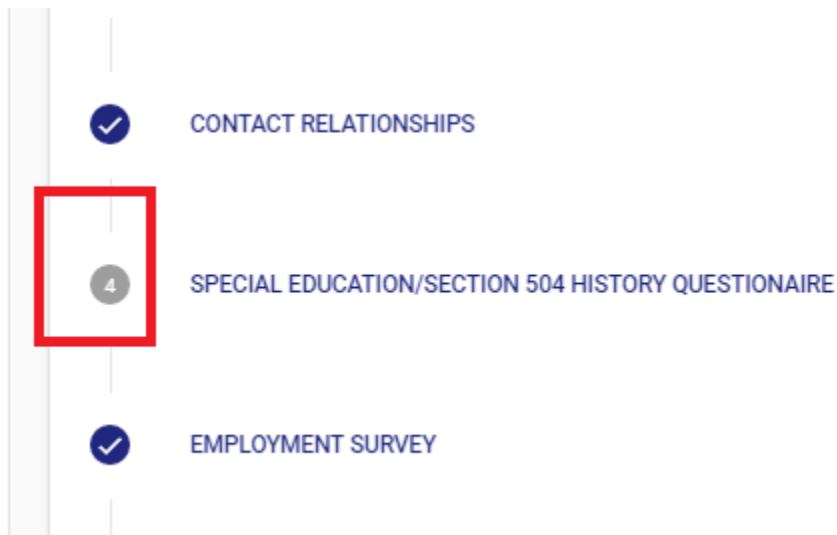 CONTACT RELATIONSHIPS
4 SPECIAL EDUCATION/SECTION 504 HISTORY QUESTIONAIRE
EMPLOYMENT SURVEY